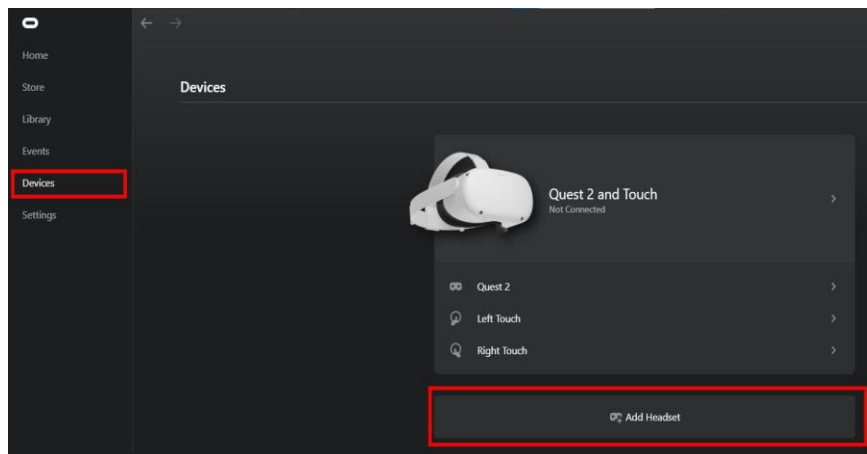 Home
Store
Library
Events
Devices
Settings
Devices
Quest 2 and Touch
Not Connected
Quest 2
Left Touch
Right Touch
Add Headset